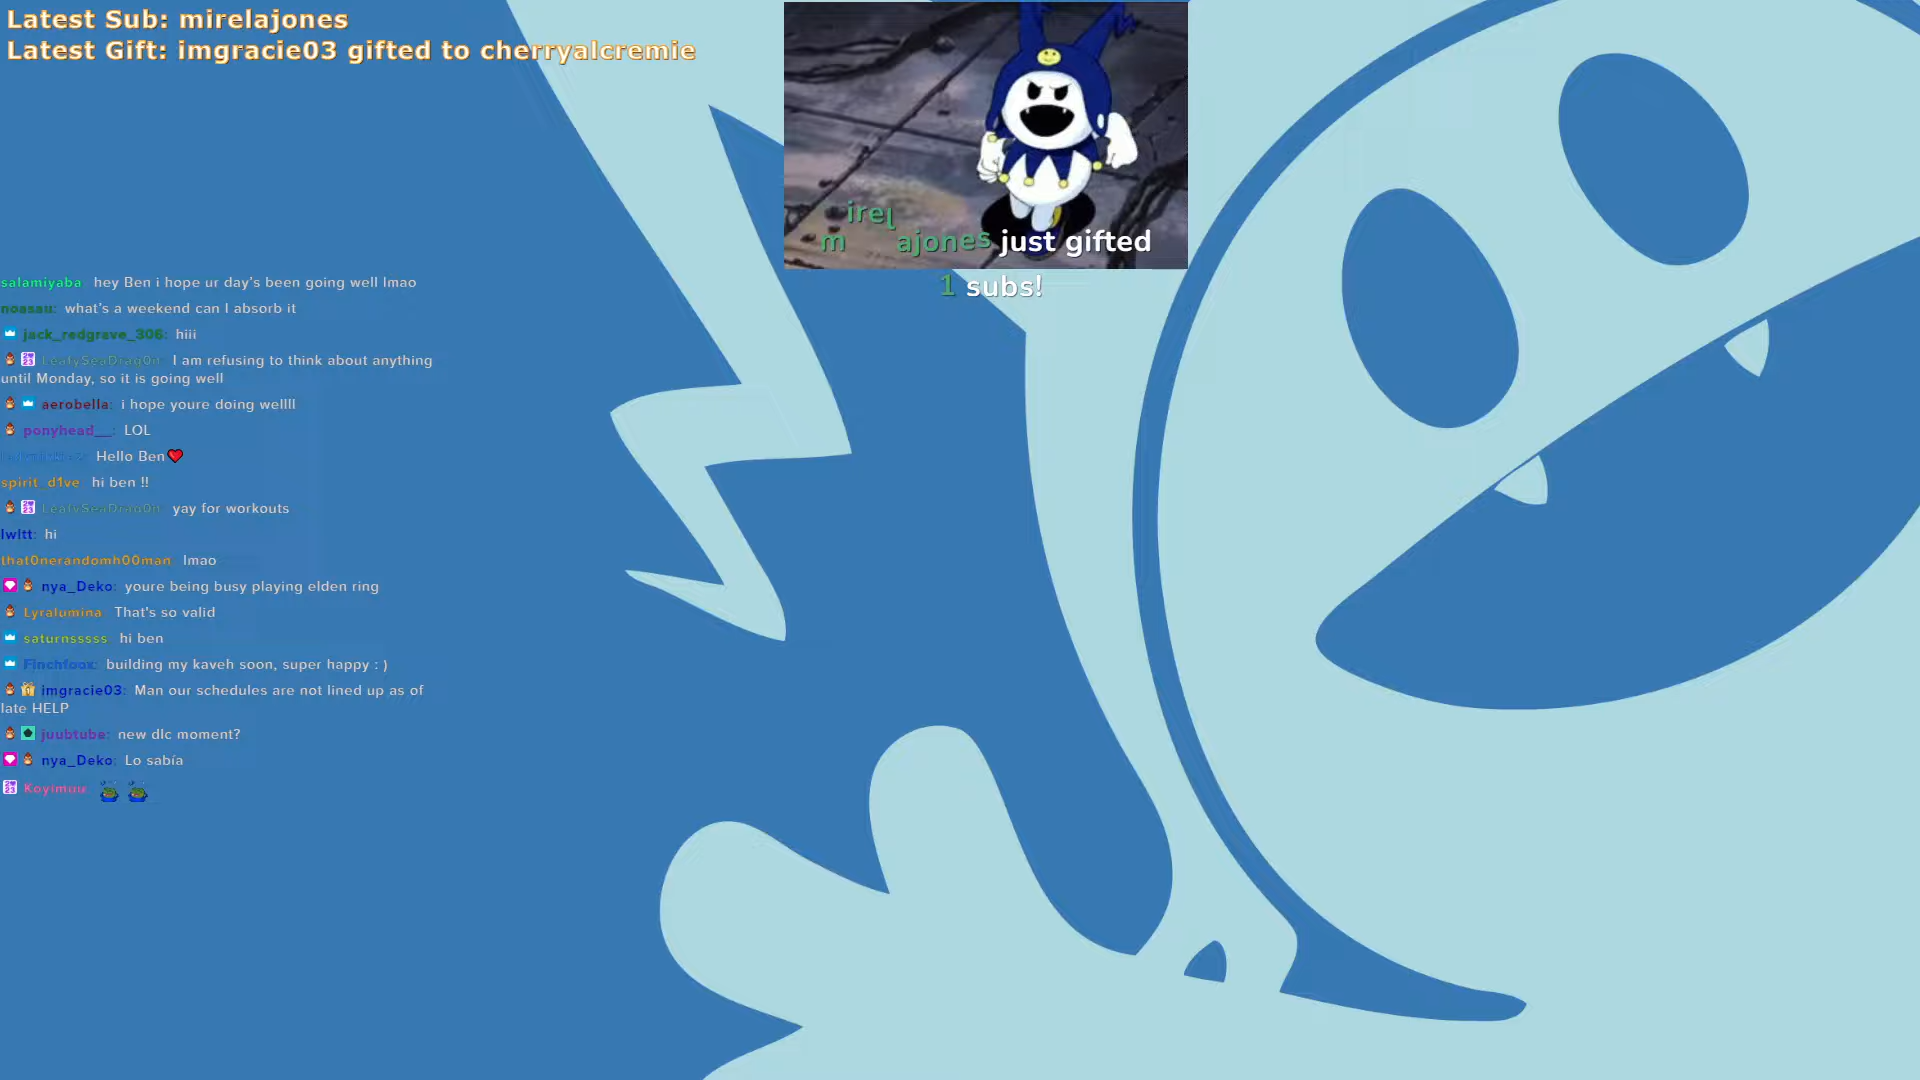 Latest Sub: mirelajones
Latest Gift: imgracie03 gifted to cherryalcremie
mirelajones just gifted
1 subs!
salamiyaba hey Ben i hope ur day's been going well lmao
noassu: what's a weekend can I absorb it
jack_redgrave_306: hiii
LeafySeaDrag0n: I am refusing to think about anything
until Monday, so it is going well
aerobella: i hope youre doing wellll
ponyhead__: LOL
Hello Ben❤️
spirit_d1ve hi ben !!
LeafySeaDrag0n: yay for workouts
lwltt: hi
that0nerandomh00man lmao
nya_Deko: youre being busy playing elden ring
Lyralumina That's so valid
saturnsssss hi ben
Finchfoox: building my kaveh soon, super happy : )
imgracie03: Man our schedules are not lined up as of
late HELP
juubtube: new dlc moment?
nya_Deko: Lo sabía
Koyimuu: